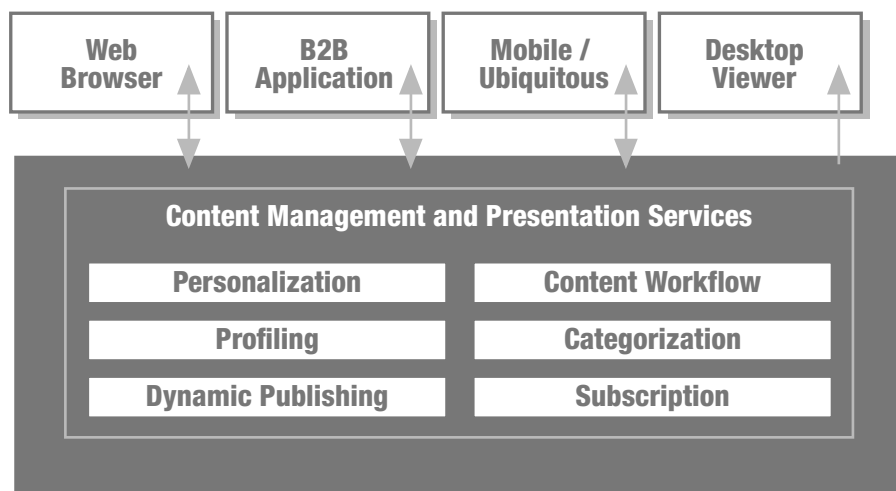 Web
Browser
B2B
Application
Mobile /
Ubiquitous
Desktop
Viewer
Content Management and Presentation Services
Personalization
Content Workflow
Profiling
Categorization
Dynamic Publishing
Subscription